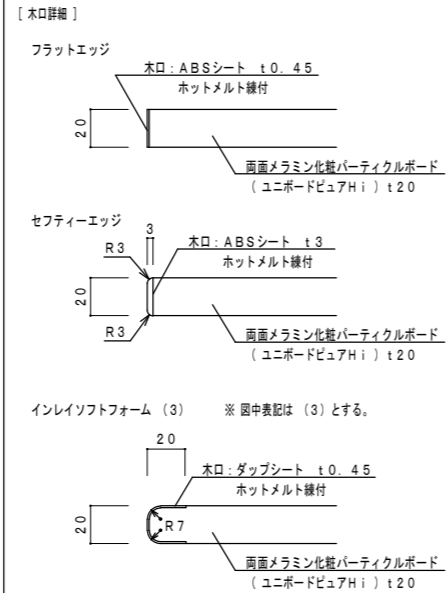 [ 木口詳細 ]
フラットエッジ
木口：ABSシート　t0．45
ホットメルト練付
20
両面メラミン化粧パーティクルボード
（ ユニボードピュアHi ）t20
セフティーエッジ
3
R3
木口：ABSシート　t3
ホットメルト練付
20
R3
両面メラミン化粧パーティクルボード
（ ユニボードピュアHi ）t20
インレイソフトフォーム （3）　※ 図中表記は （3）とする。
20
木口：ダップシート　t0．45
ホットメルト練付
20
R7
両面メラミン化粧パーティクルボード
（ ユニボードピュアHi ）t20